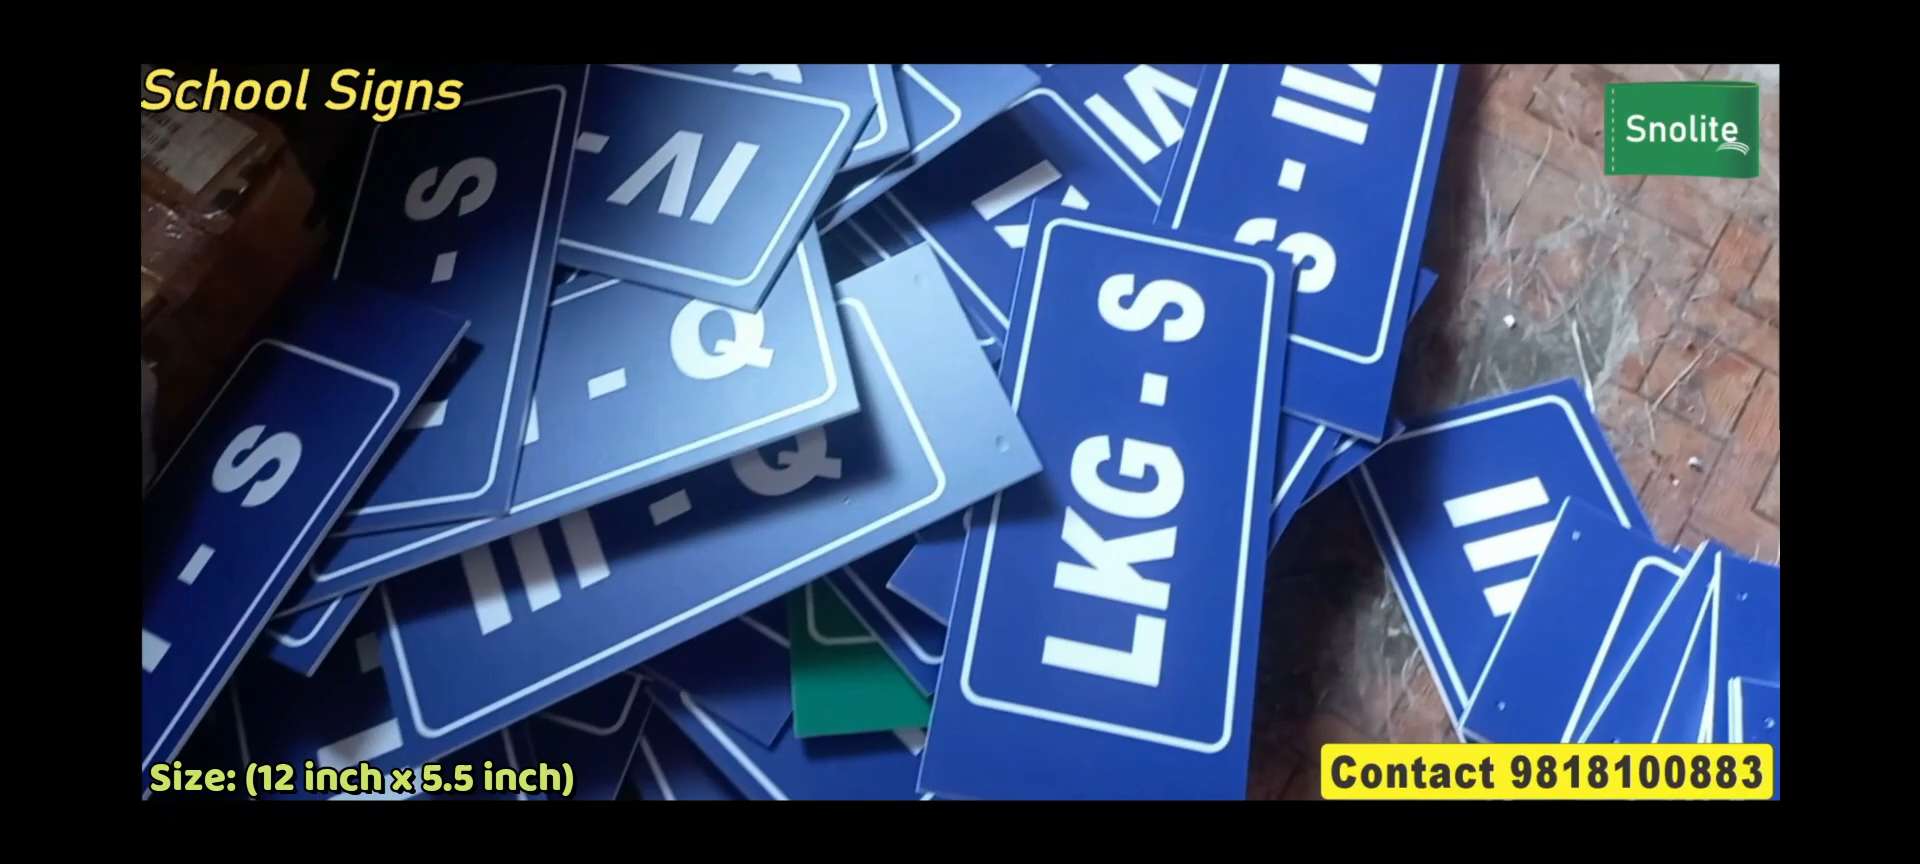 School Signs
Snolite
- S
IV -
- Q
S - II
LKG - S
- S
III - Q
III
Size: (12 inch x 5.5 inch)
Contact 9818100883